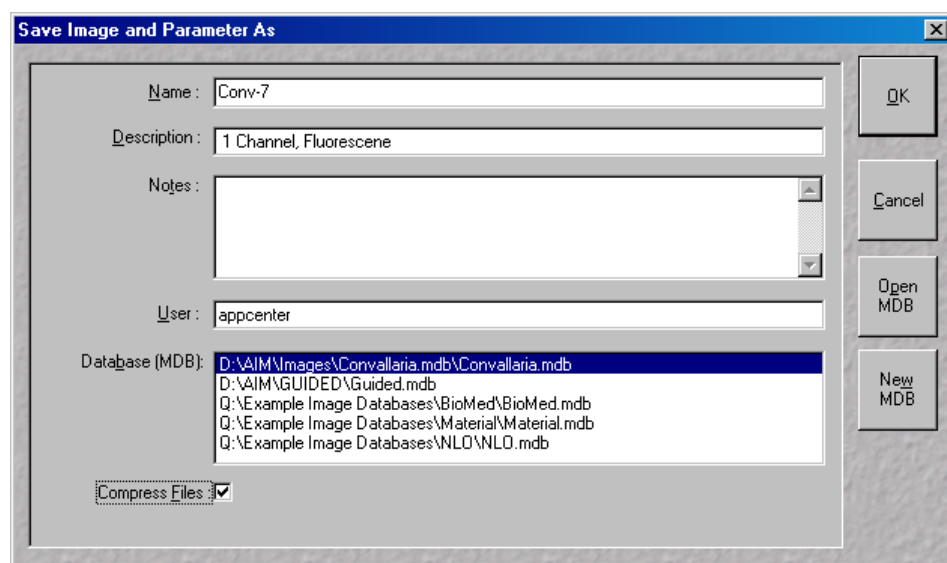 Save Image and Parameter As
Name : Conv-7
OK
Description : 1 Channel, Fluorescene
Notes :
Cancel
Open
MDB
User : appcenter
Database (MDB): D:\AIM\Images\Convallaria.mdb\Convallaria.mdb
D:\AIM\GUIDED\Guided.mdb
Q:\Example Image Databases\BioMed\BioMed.mdb
Q:\Example Image Databases\Material\Material.mdb
Q:\Example Image Databases\NLO\NLO.mdb
New
MDB
Compress Files :